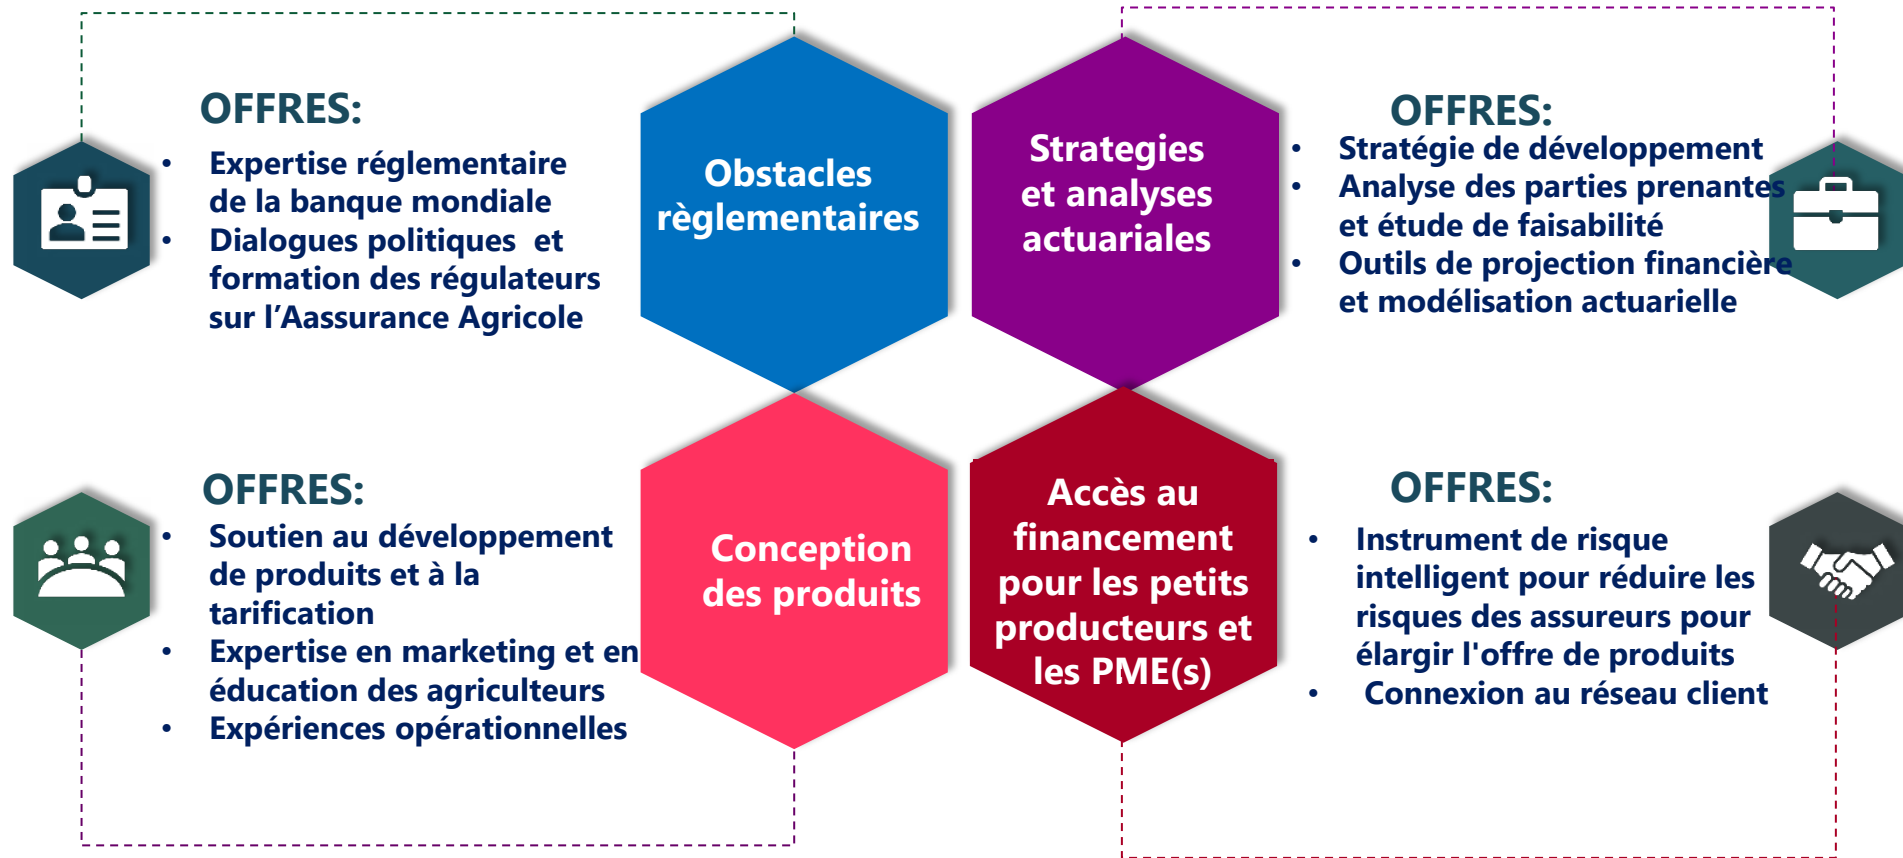 OFFRES:
• Expertise réglementaire
de la banque mondiale
• Dialogues politiques et
formation des régulateurs
sur l’Aassurance Agricole
Obstacles
règlementaires
Strategies
et analyses
actuariales
OFFRES:
• Stratégie de développement
• Analyse des parties prenantes
et étude de faisabilité
• Outils de projection financière
et modélisation actuarielle
OFFRES:
• Soutien au développement
de produits et à la
tarification
• Expertise en marketing et en
éducation des agriculteurs
• Expériences opérationnelles
Conception
des produits
Accès au
financement
pour les petits
producteurs et
les PME(s)
OFFRES:
• Instrument de risque
intelligent pour réduire les
risques des assureurs pour
élargir l'offre de produits
• Connexion au réseau client